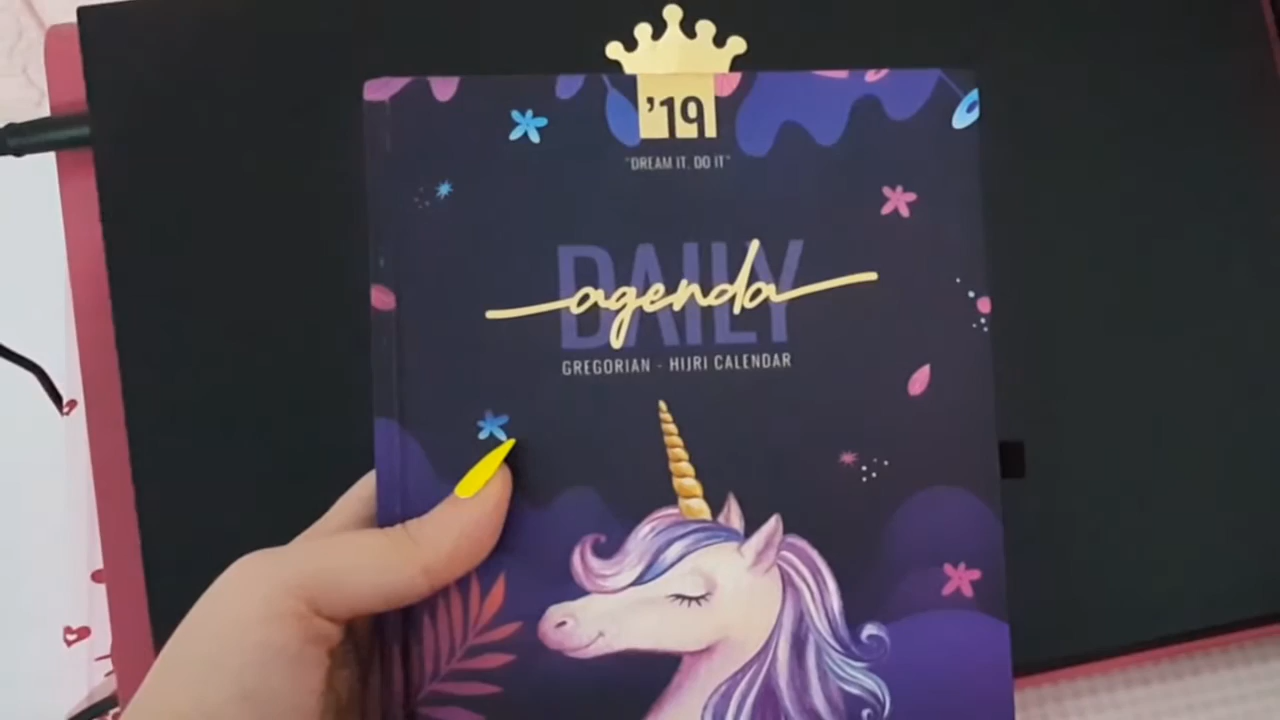 '19
"DREAM IT, DO IT"
DAILY
agenda
GREGORIAN - HIJRI CALENDAR